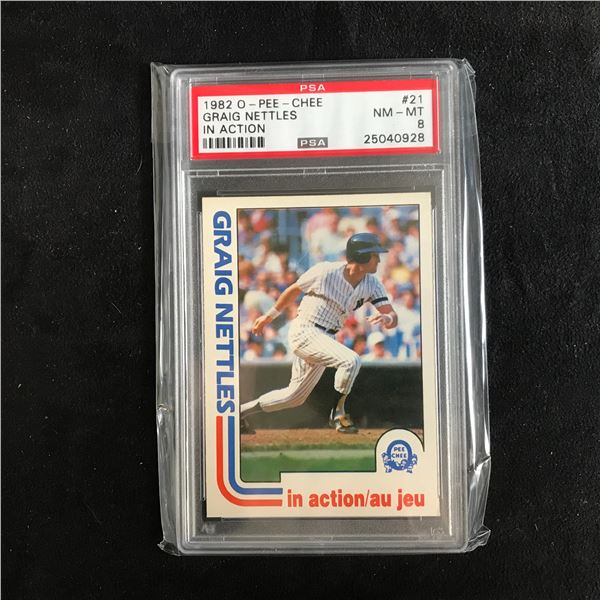 PSA
1982 O-PEE-CHEE #21
GRAIG NETTLES NM-MT
IN ACTION 8
PSA 25040928
GRAIG NETTLES
PEE
CHEE
in action/au jeu